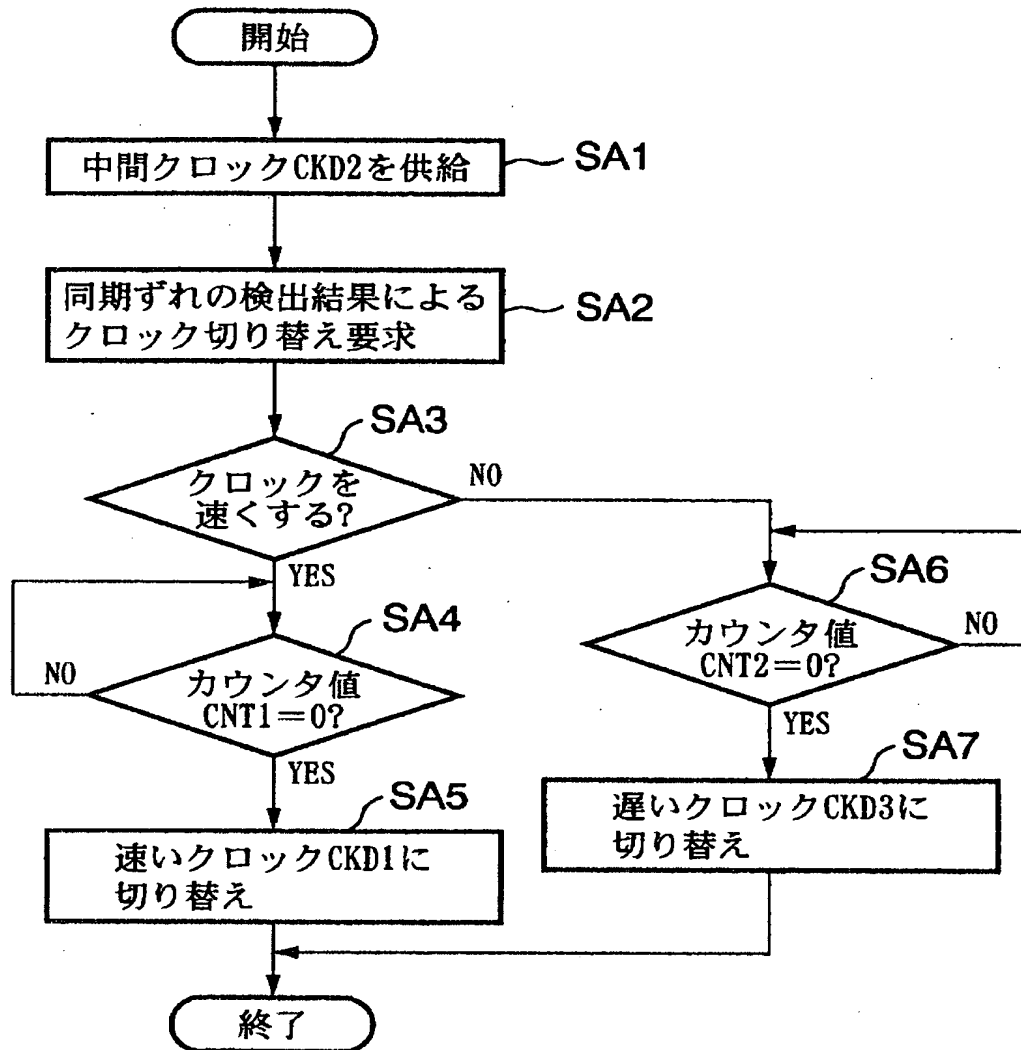 開始
中間クロックCKD2を供給
SA1
同期ずれの検出結果による
クロック切り替え要求
SA2
SA3
クロックを
速くする?
NO
YES
SA4
カウンタ値
CNT1=0?
NO
YES
SA5
速いクロックCKD1に
切り替え
SA6
カウンタ値
CNT2=0?
NO
YES
SA7
遅いクロックCKD3に
切り替え
終了